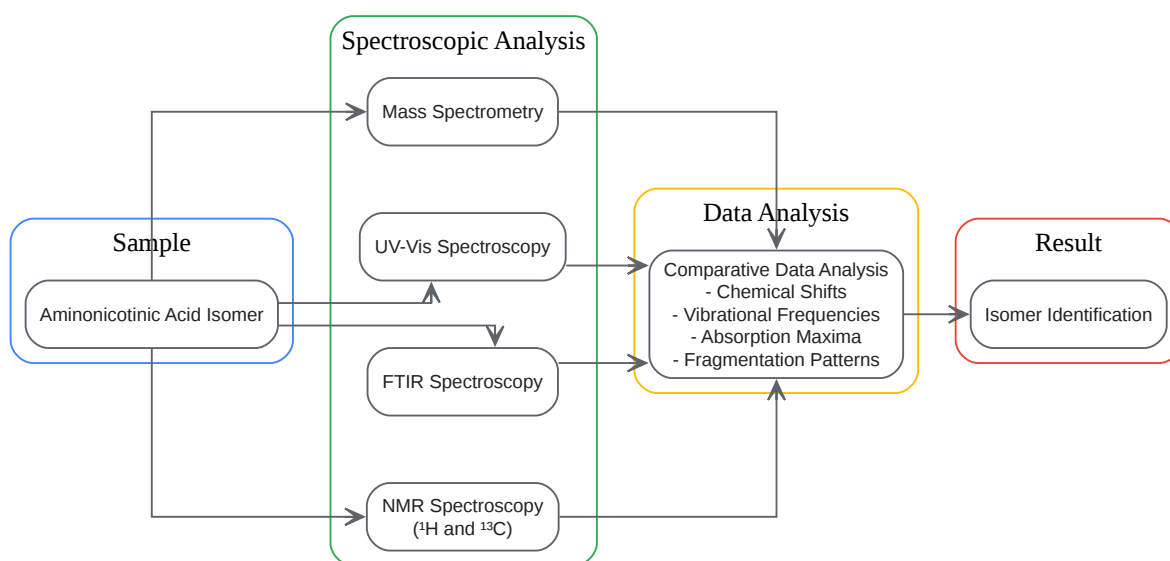 Spectroscopic Analysis
Mass Spectrometry
Sample
Aminonicotinic Acid Isomer
UV-Vis Spectroscopy
FTIR Spectroscopy
NMR Spectroscopy
(¹H and ¹³C)
Data Analysis
Comparative Data Analysis
- Chemical Shifts
- Vibrational Frequencies
- Absorption Maxima
- Fragmentation Patterns
Result
Isomer Identification